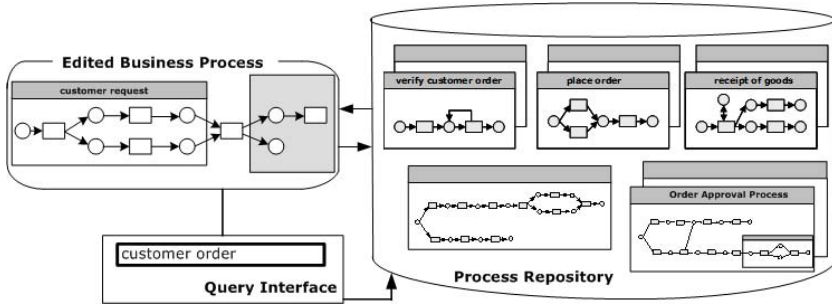 Edited Business Process
customer request
verify customer order
place order
receipt of goods
Order Approval Process
customer order
Query Interface
Process Repository